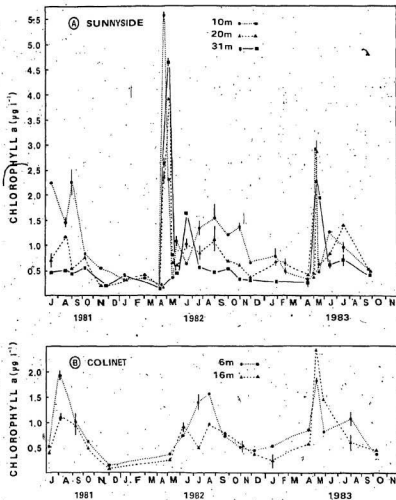 A SUNNYSIDE
10m
20m
31m
CHLOROPHYLL a (µg l⁻¹)
5.5
5.0
4.5
4.0
3.5
3.0
2.5
2.0
1.5
1.0
0.5
J A S O N D J F M A M J J A S O N D J F M A M J J A S O N
1981 1982 1983
B COLINET
6m
16m
CHLOROPHYLL a (µg l⁻¹)
2.0
1.5
1.0
0.5
J A S O N D J F M A M J J A S O N D J F M A M J J A S O N
1981 1982 1983